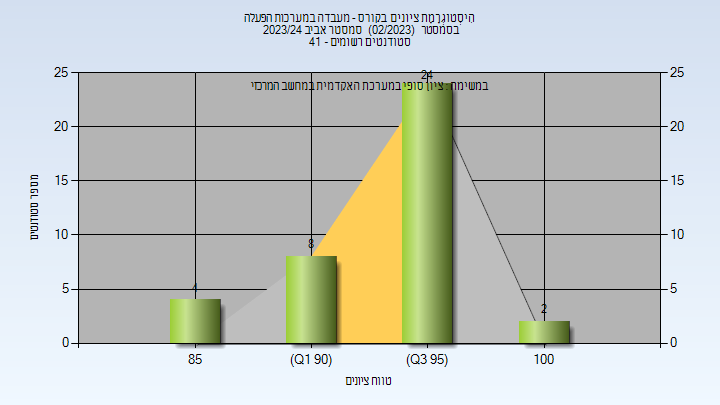 היסטוגרמת ציונים בקורס - מעבדה במערכות הפעלה
בסמסטר (02/2023) סמסטר אביב 2023/24
סטודנטים רשומים - 41
במשימת: ציון סופי במערכת האקדמית במחשב המרכזי
מספר סטודנטים
25
20
15
10
5
0
25
20
15
10
5
0
4
8
24
2
85
(Q1 90)
(Q3 95)
100
טווח ציונים